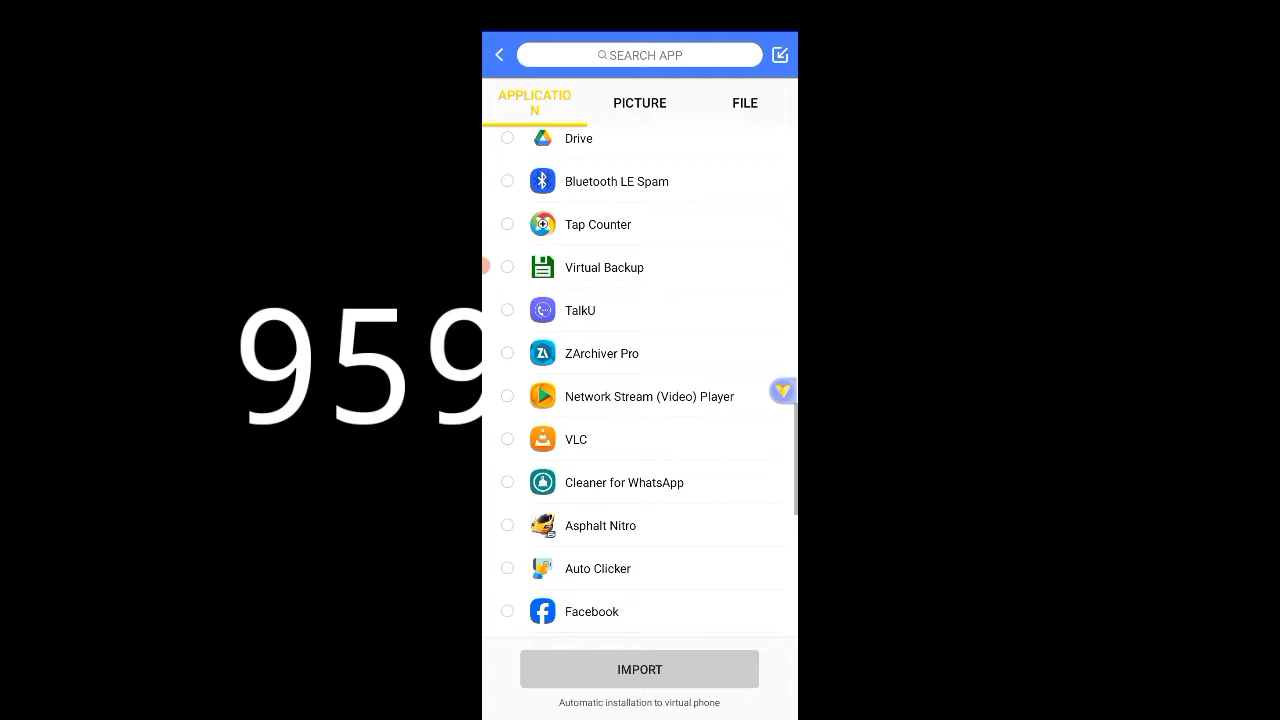 SEARCH APP
APPLICATIO
N
PICTURE
FILE
Drive
Bluetooth LE Spam
Tap Counter
Virtual Backup
TalkU
ZArchiver Pro
Network Stream (Video) Player
VLC
Cleaner for WhatsApp
Asphalt Nitro
Auto Clicker
Facebook
IMPORT
Automatic installation to virtual phone
959